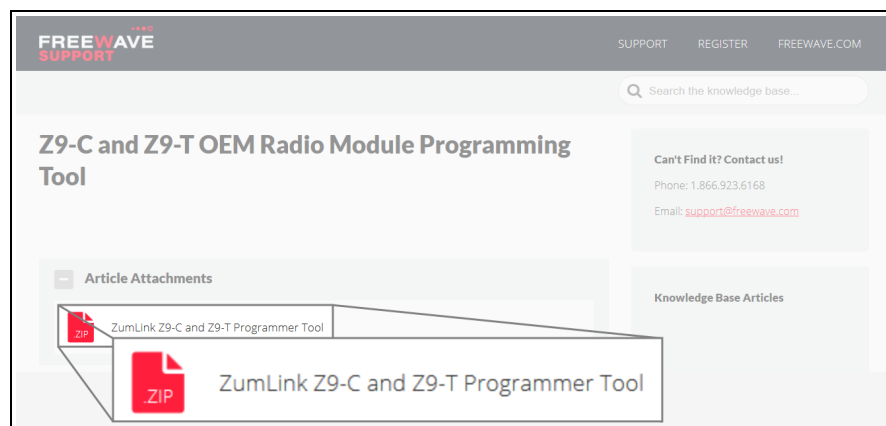 FREEWAVE
SUPPORT
SUPPORT REGISTER FREEWAVE.COM
Search the knowledge base...
Z9-C and Z9-T OEM Radio Module Programming
Tool
Can't Find it? Contact us!
Phone: 1.866.923.6168
Email: support@freewave.com
Article Attachments
.ZIP
ZumLink Z9-C and Z9-T Programmer Tool
.ZIP
ZumLink Z9-C and Z9-T Programmer Tool
Knowledge Base Articles